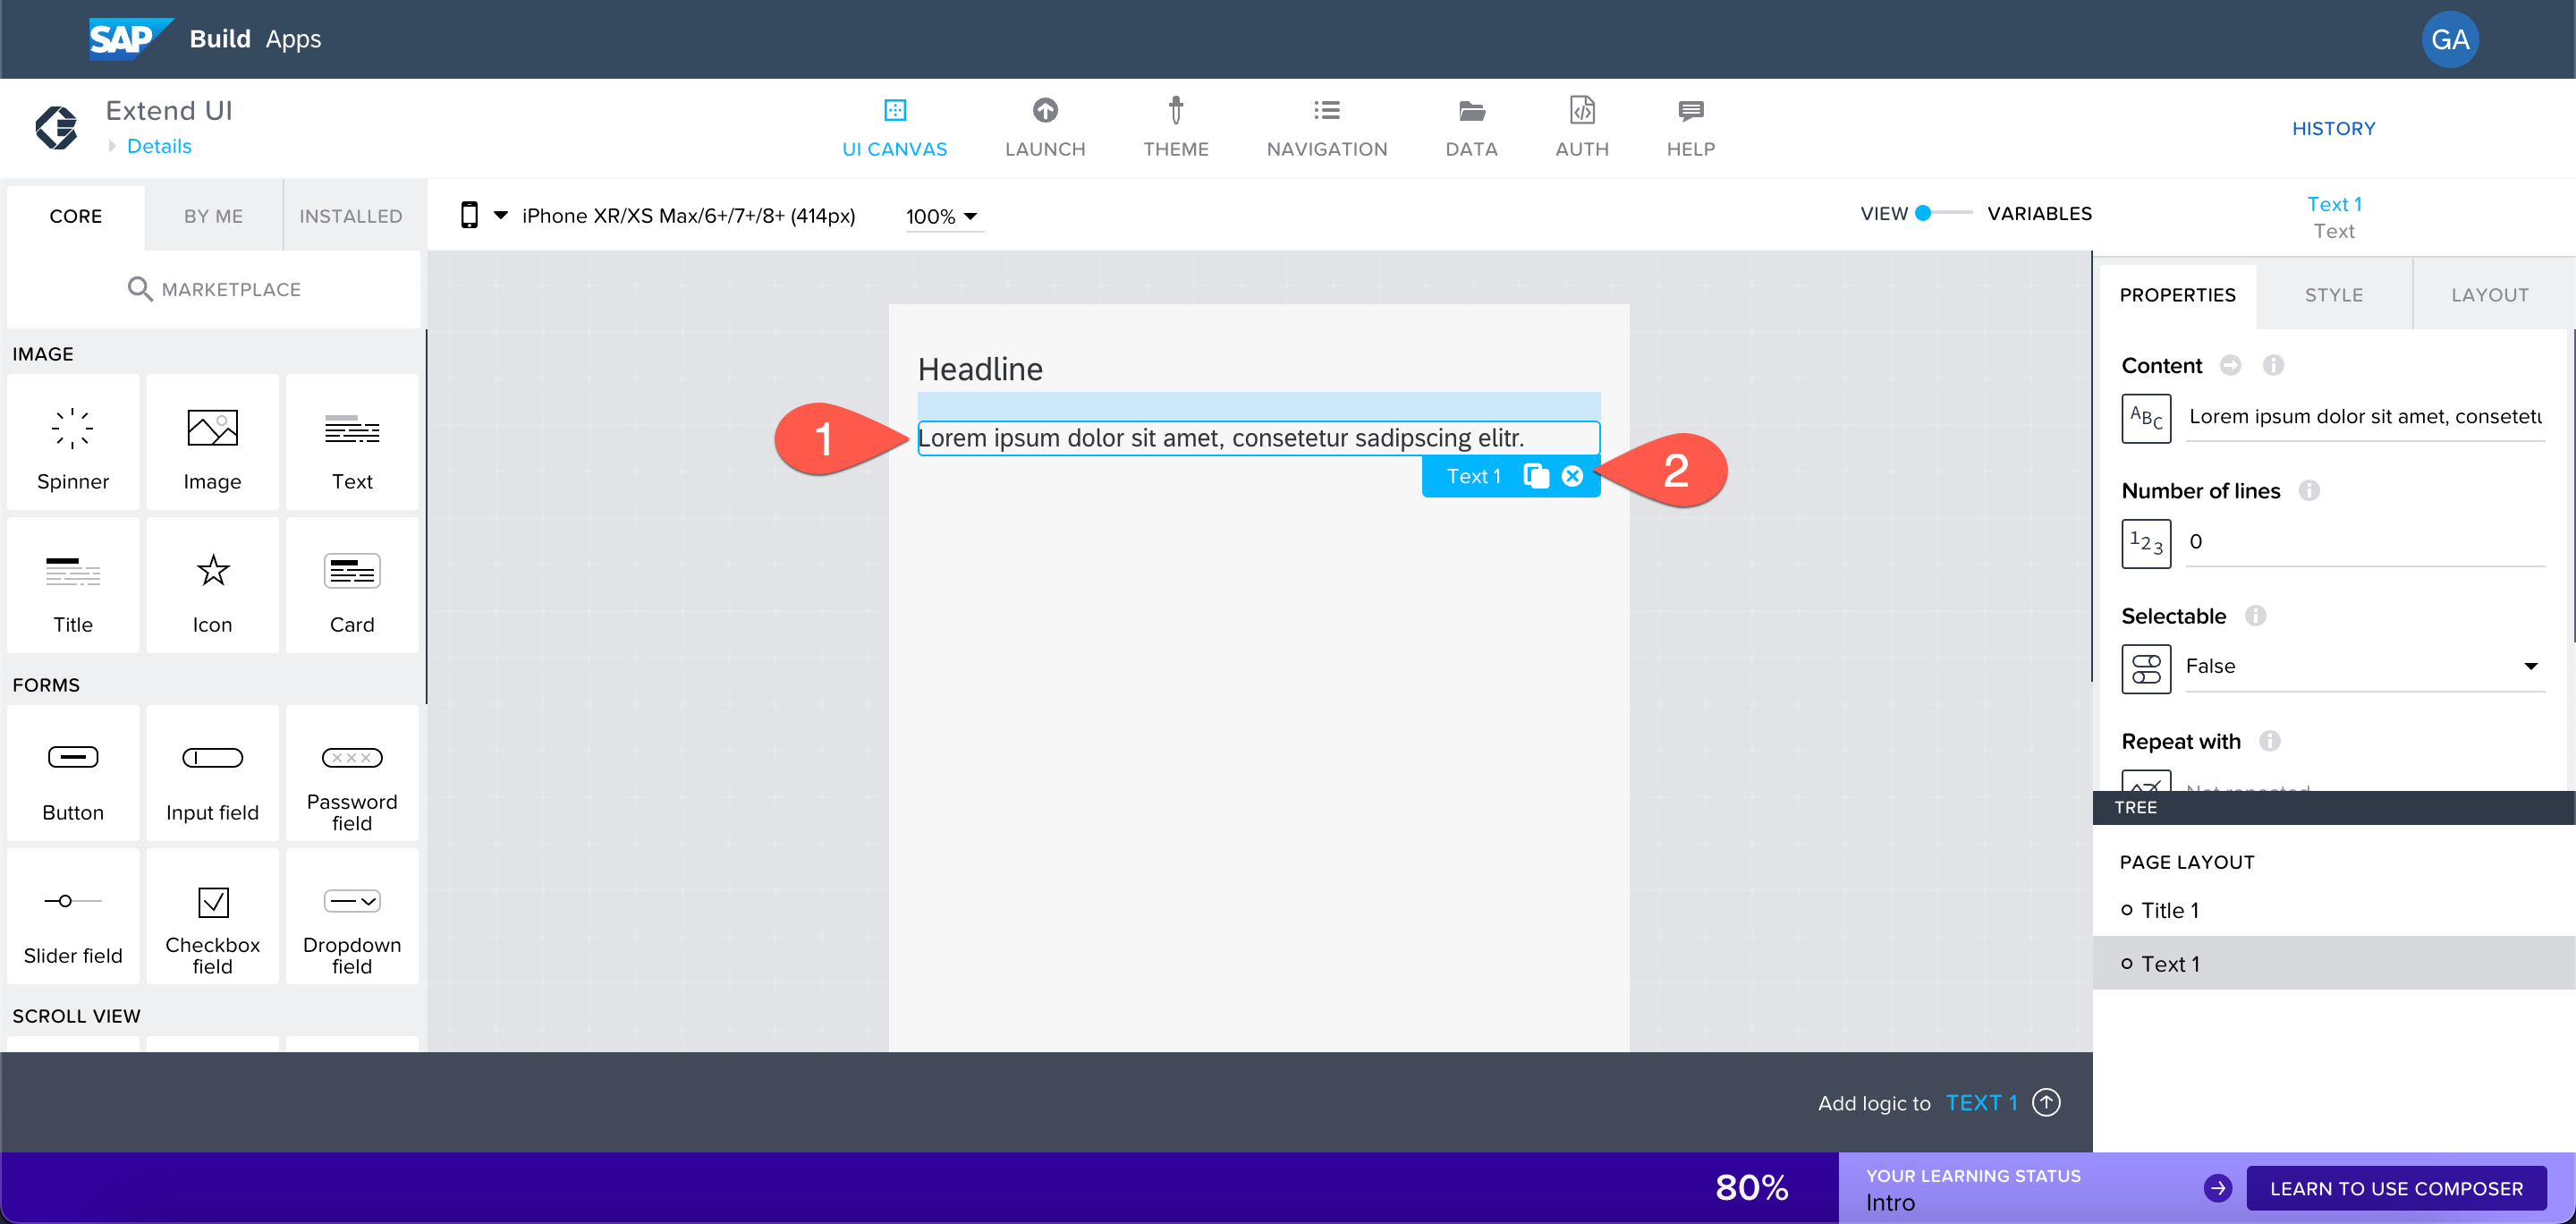 SAP Build Apps
GA
Extend UI
Details
UI CANVAS
LAUNCH
THEME
NAVIGATION
DATA
AUTH
HELP
HISTORY
CORE
BY ME
INSTALLED
iPhone XR/XS Max/6+/7+/8+ (414px)
100%
VIEW
VARIABLES
Text 1
Text
MARKETPLACE
PROPERTIES
STYLE
LAYOUT
IMAGE
Spinner
Image
Text
Title
Icon
Card
FORMS
Button
Input field
Password
field
Slider field
Checkbox
field
Dropdown
field
SCROLL VIEW
Headline
1
Lorem ipsum dolor sit amet, consetetur sadipscing elitr.
Text 1
2
Content
ABC
Lorem ipsum dolor sit amet, consetetu
Number of lines
123
0
Selectable
False
Repeat with
Not repeated
TREE
PAGE LAYOUT
Title 1
Text 1
Add logic to TEXT 1
80%
YOUR LEARNING STATUS
Intro
LEARN TO USE COMPOSER